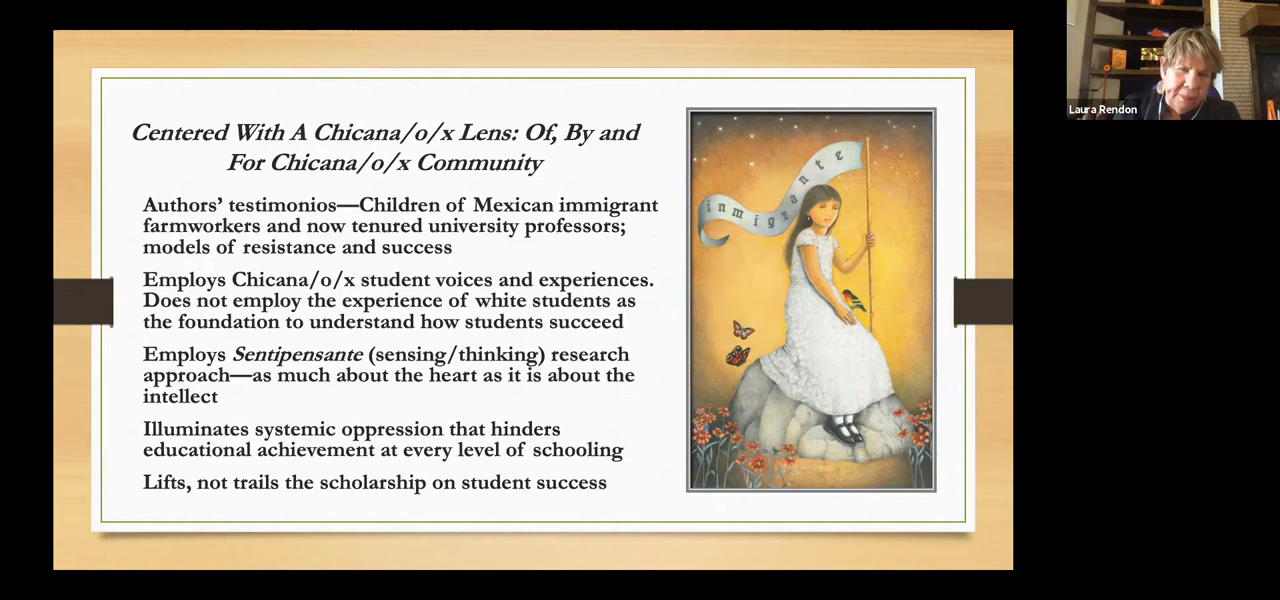 Centered With A Chicana/o/x Lens: Of, By and
For Chicana/o/x Community
Authors' testimonios—Children of Mexican immigrant
farmworkers and now tenured university professors;
models of resistance and success
Employs Chicana/o/x student voices and experiences.
Does not employ the experience of white students as
the foundation to understand how students succeed
Employs Sentipensante (sensing/thinking) research
approach—as much about the heart as it is about the
intellect
Illuminates systemic oppression that hinders
educational achievement at every level of schooling
Lifts, not trails the scholarship on student success
inmigrante
Laura Rendon